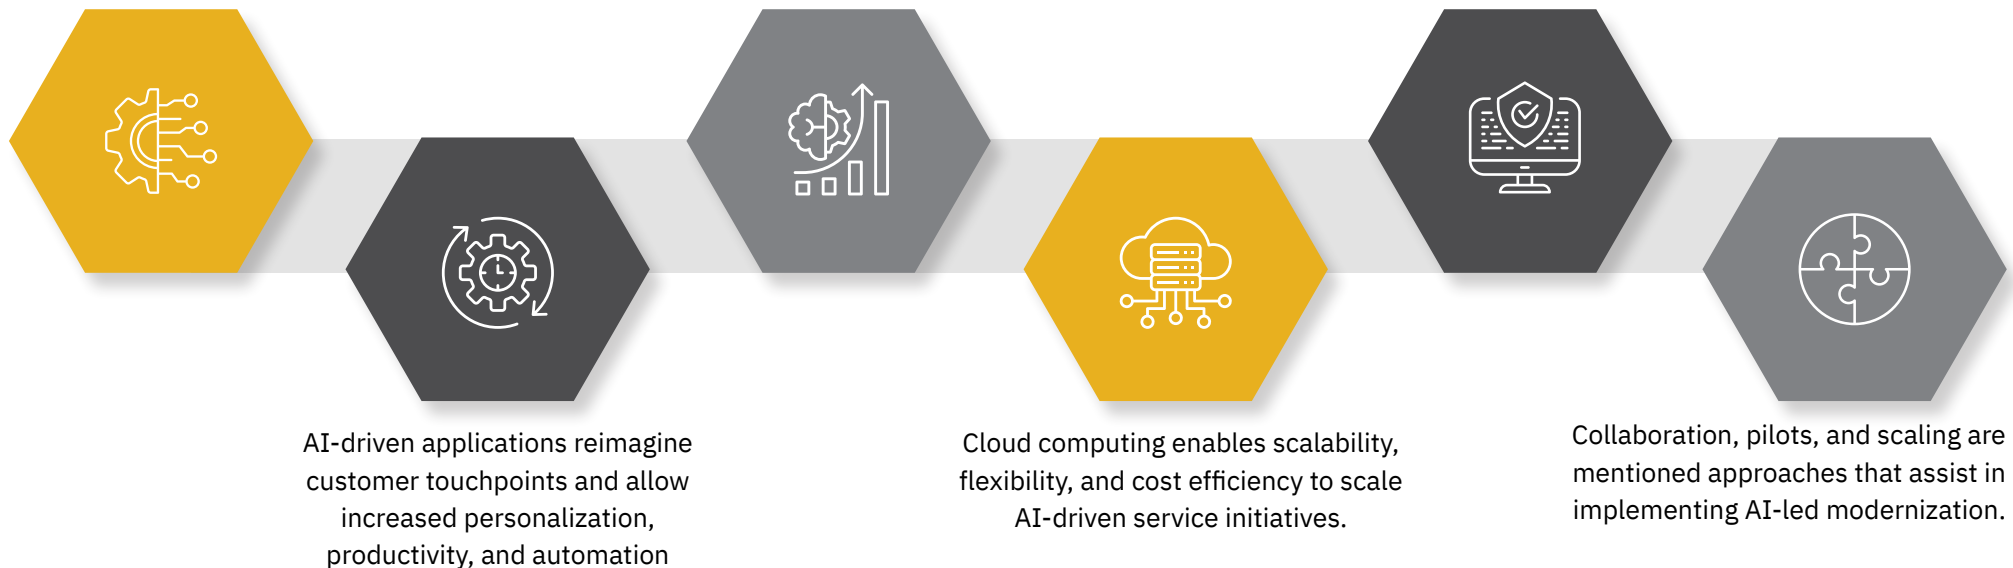 AI-driven applications reimagine
customer touchpoints and allow
increased personalization,
productivity, and automation
Cloud computing enables scalability,
flexibility, and cost efficiency to scale
AI-driven service initiatives.
Collaboration, pilots, and scaling are
mentioned approaches that assist in
implementing AI-led modernization.